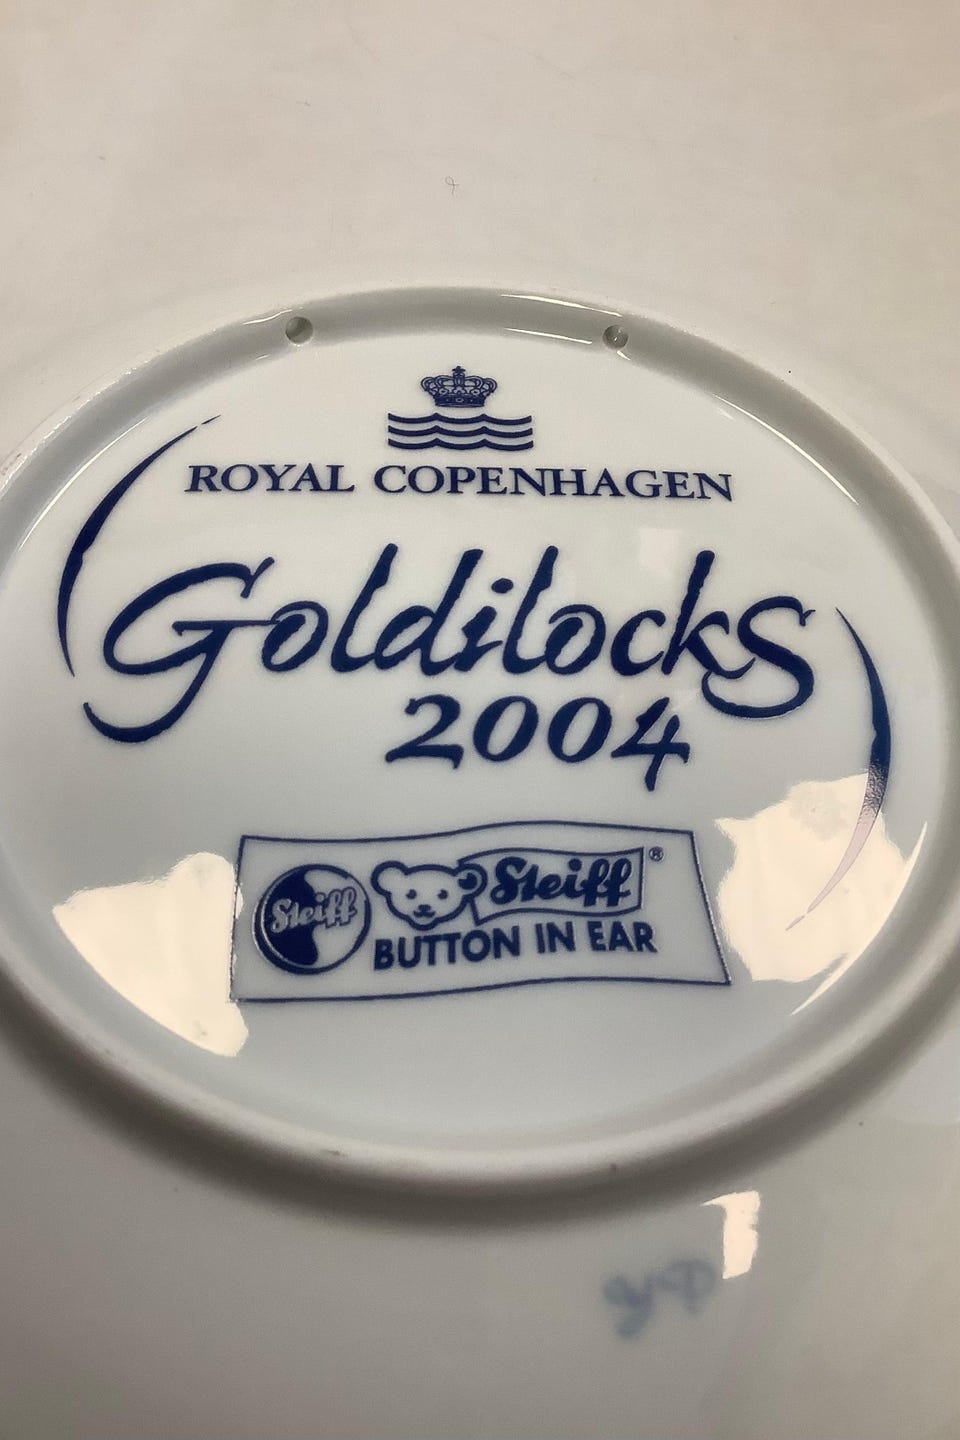 ROYAL COPENHAGEN
Goldilocks
2004
Steiff Steiff ®
BUTTON IN EAR